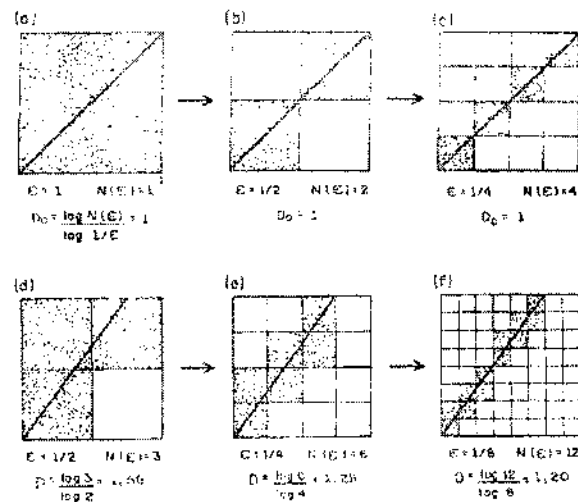 (a)
(b)
(c)
ε = 1 N(ε)=1
ε = 1/2 N(ε)=2
ε = 1/4 N(ε)=4
D₀ = log N(ε) / log 1/ε = 1
D₀ = 1
D₀ = 1
(d)
(e)
(f)
ε = 1/2 N(ε)=3
ε = 1/4 N(ε)=6
ε = 1/8 N(ε)=12
D = log 3 / log 2 =
D = log 6 / log 4
D = log 12 / log 8 = 1.20